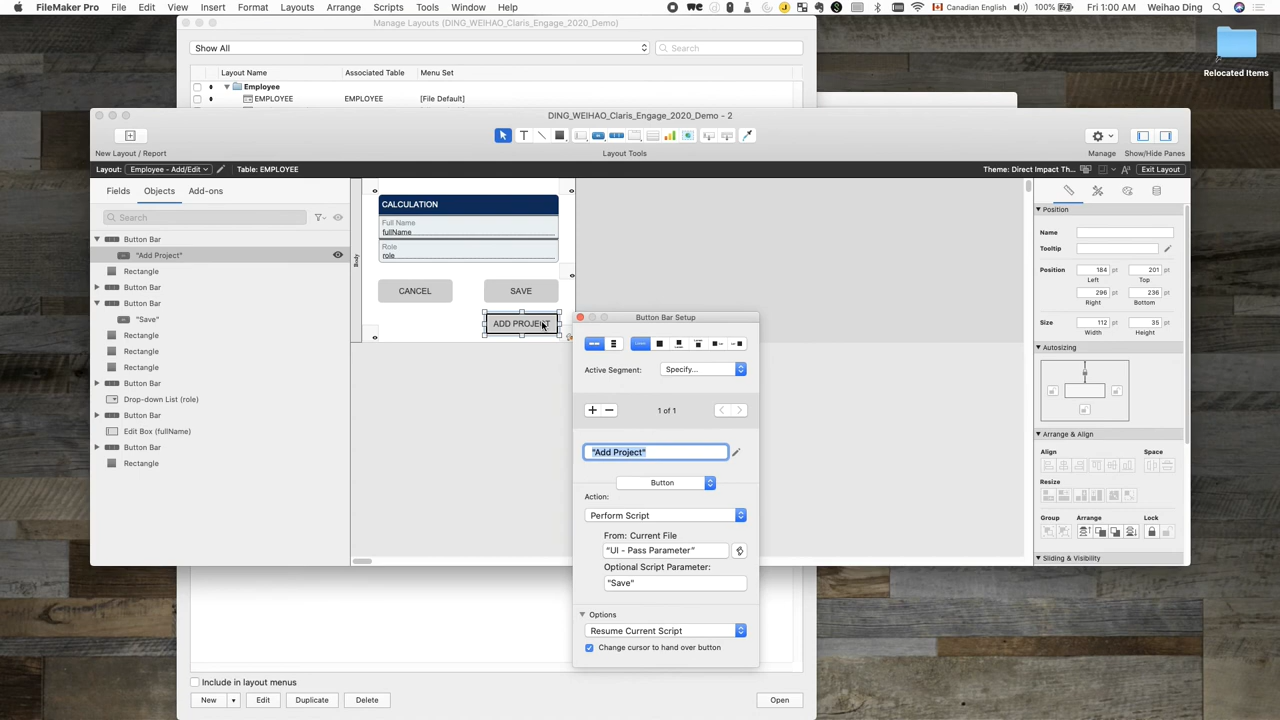 FileMaker Pro File Edit View Insert Format Layouts Arrange Scripts Tools Window Help
100% Canadian English Fri 1:00 AM Weihao Ding
Manage Layouts (DING_WEIHAO_Claris_Engage_2020_Demo)
Show All Search
Layout Name Associated Table Menu Set
Employee
EMPLOYEE EMPLOYEE [File Default]
Relocated Items
DING_WEIHAO_Claris_Engage_2020_Demo - 2
New Layout / Report Layout Tools Manage Show/Hide Panes
Layout: Employee - Add/Edit Table: EMPLOYEE Theme: Direct Impact Th... Exit Layout
Fields Objects Add-ons
Search
Button Bar
"Add Project"
Rectangle
Button Bar
Button Bar
"Save"
Rectangle
Rectangle
Rectangle
Button Bar
Drop-down List (role)
Button Bar
Edit Box (fullName)
Button Bar
Rectangle
Body
CALCULATION
Full Name
fullName
Role
role
CANCEL SAVE
ADD PROJECT
Button Bar Setup
Active Segment: Specify...
1 of 1
"Add Project"
Button
Action:
Perform Script
From: Current File
"UI - Pass Parameter"
Optional Script Parameter:
"Save"
Options
Resume Current Script
Change cursor to hand over button
Position
Name
Tooltip
Position 184 pt 201 pt
Left Top
296 pt 236 pt
Right Bottom
Size 112 pt 35 pt
Width Height
Autosizing
Arrange & Align
Align Space
Resize
Group Arrange Lock
Sliding & Visibility
Include in layout menus
New Edit Duplicate Delete Open